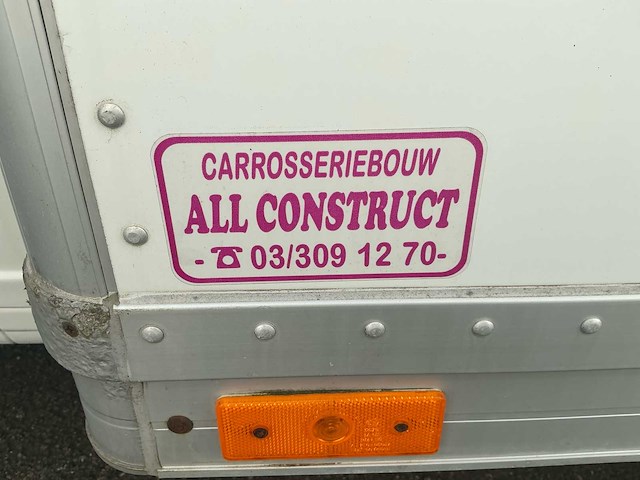 CARROSSERIEBOUW
ALL CONSTRUCT
- ☎ 03/309 12 70-